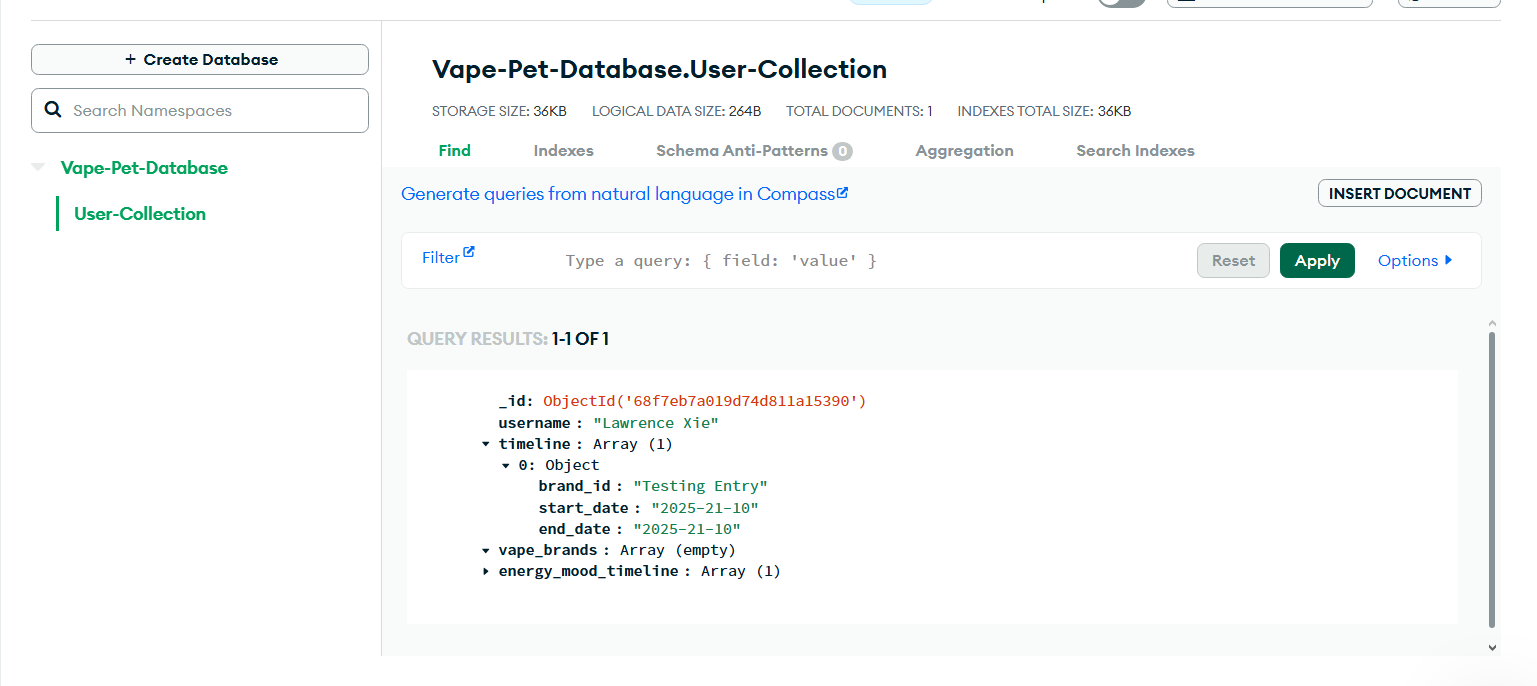 + Create Database
Search Namespaces
Vape-Pet-Database
User-Collection
Vape-Pet-Database.User-Collection
STORAGE SIZE: 36KB LOGICAL DATA SIZE: 264B TOTAL DOCUMENTS: 1 INDEXES TOTAL SIZE: 36KB
Find Indexes Schema Anti-Patterns 0 Aggregation Search Indexes
Generate queries from natural language in Compass
INSERT DOCUMENT
Filter Type a query: { field: 'value' } Reset Apply Options
QUERY RESULTS: 1-1 OF 1
_id: ObjectId('68f7eb7a019d74d811a15390')
username : "Lawrence Xie"
timeline : Array (1)
0: Object
brand_id : "Testing Entry"
start_date : "2025-21-10"
end_date : "2025-21-10"
vape_brands : Array (empty)
energy_mood_timeline : Array (1)